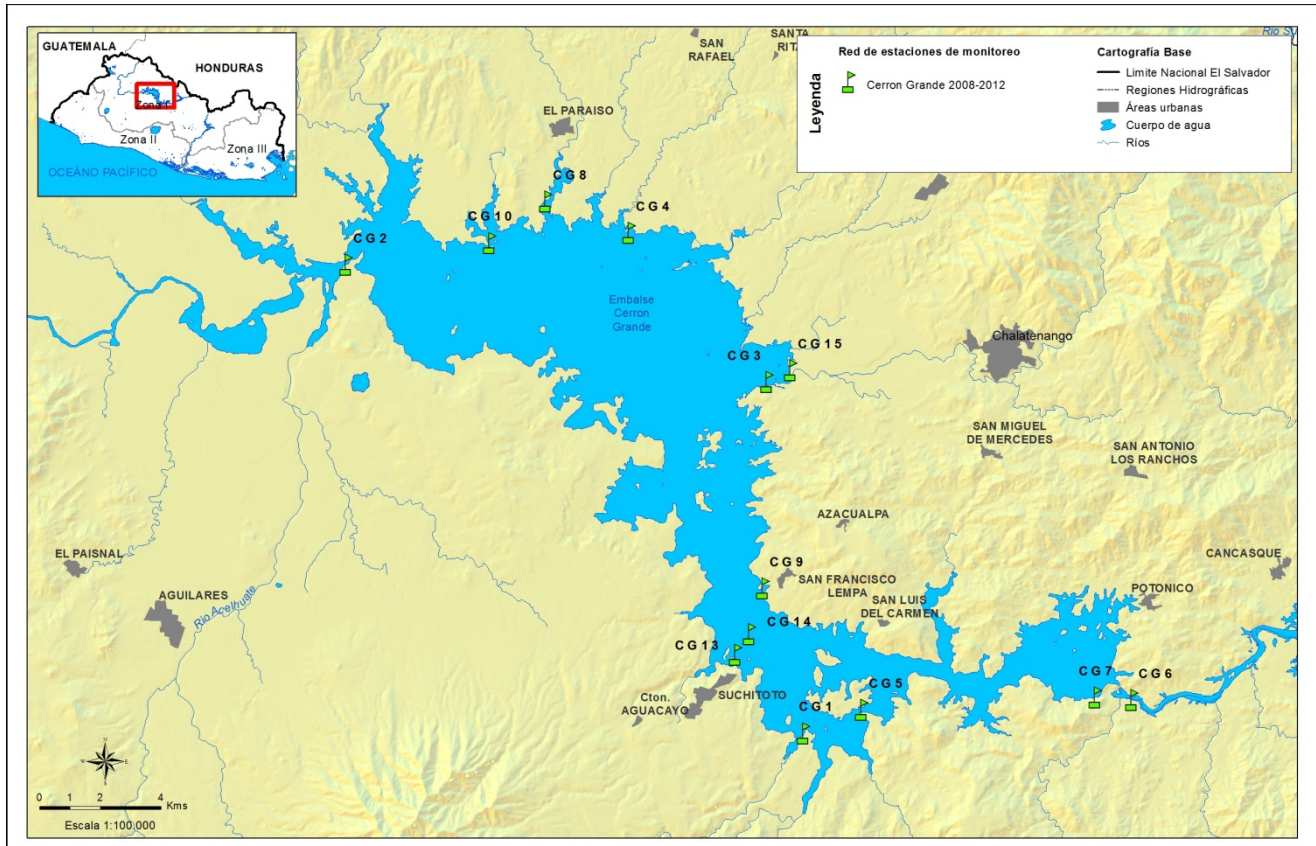 GUATEMALA
HONDURAS
Zona I
Zona II
Zona III
OCEÁNO PACÍFICO
SAN
RAFAEL
SANTA
RITA
Leyenda
Red de estaciones de monitoreo
Cerron Grande 2008-2012
Cartografía Base
Limite Nacional El Salvador
Regiones Hidrográficas
Áreas urbanas
Cuerpo de agua
Ríos
EL PARAISO
CG 8
CG 10
CG 4
CG 2
Embalse
Cerron
Grande
CG 3
CG 15
Chalatenango
SAN MIGUEL
DE MERCEDES
SAN ANTONIO
LOS RANCHOS
AZACUALPA
EL PAISNAL
AGUILARES
Rio Acelhuate
CG 9
SAN FRANCISCO
LEMPA
SAN LUIS
DEL CARMEN
CANCASQUE
POTONICO
CG 14
CG 13
SUCHITOTO
Cton.
AGUACAYO
CG 1
CG 5
CG 7
CG 6
N
W
E
S
0 1 2 4
Kms
Escala 1:100,000